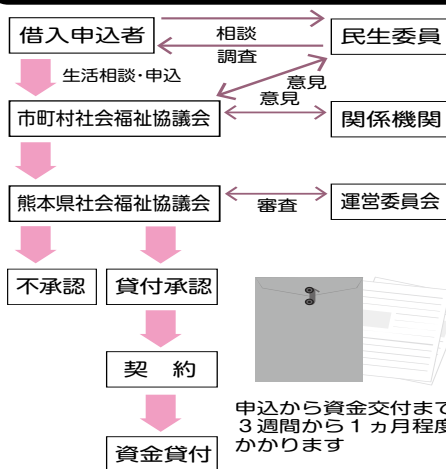 借入申込者
相談
民生委員
調査
生活相談・申込
意見
意見
市町村社会福祉協議会
関係機関
熊本県社会福祉協議会
審査
運営委員会
不承認
貸付承認
契 約
申込から資金交付まで
3週間から1ヵ月程度
かかります
資金貸付